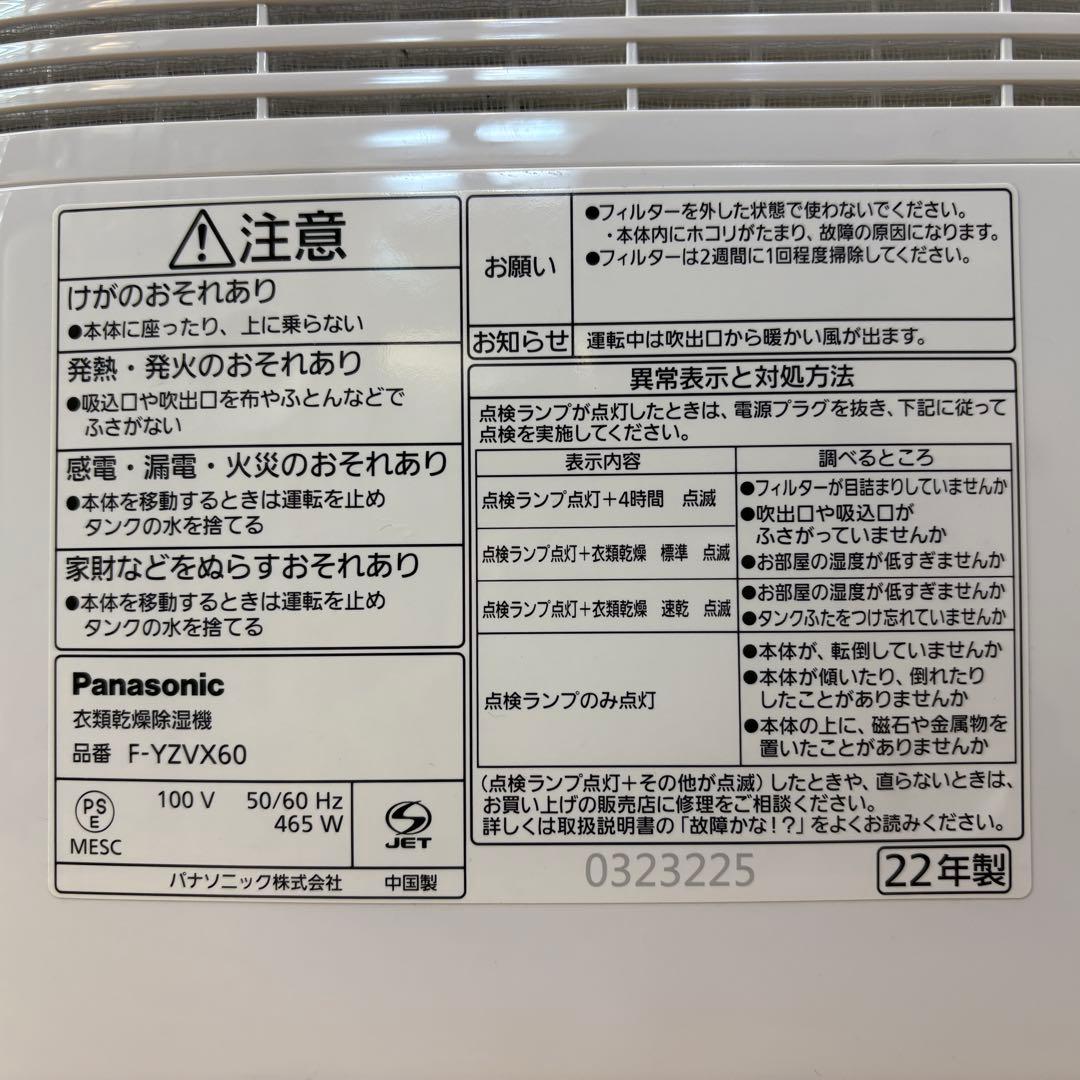 注意
けがのおそれあり
●本体に座ったり、上に乗らない
発熱・発火のおそれあり
●吸込口や吹出口を布やふとんなどで
ふさがない
感電・漏電・火災のおそれあり
●本体を移動するときは運転を止め
タンクの水を捨てる
家財などをぬらすおそれあり
●本体を移動するときは運転を止め
タンクの水を捨てる
Panasonic
衣類乾燥除湿機
品番 F-YZVX60
PS
E
MESC
100 V 50/60 Hz
465 W
JET
パナソニック株式会社 中国製
お願い
●フィルターを外した状態で使わないでください。
・本体内にホコリがたまり、故障の原因になります。
●フィルターは2週間に1回程度掃除してください。
お知らせ 運転中は吹出口から暖かい風が出ます。
異常表示と対処方法
点検ランプが点灯したときは、電源プラグを抜き、下記に従って
点検を実施してください。
表示内容 調べるところ
点検ランプ点灯+4時間 点滅
点検ランプ点灯+衣類乾燥 標準 点滅
●フィルターが目詰まりしていませんか
●吹出口や吸込口が
ふさがっていませんか
●お部屋の湿度が低すぎませんか
点検ランプ点灯+衣類乾燥 速乾 点滅
●お部屋の湿度が低すぎませんか
●タンクふたをつけ忘れていませんか
点検ランプのみ点灯
●本体が、転倒していませんか
●本体が傾いたり、倒れたり
したことがありませんか
●本体の上に、磁石や金属物を
置いたことがありませんか
(点検ランプ点灯+その他が点滅)したときや、直らないときは、
お買い上げの販売店に修理をご相談ください。
詳しくは取扱説明書の「故障かな!?」をよくお読みください。
0323225
22年製